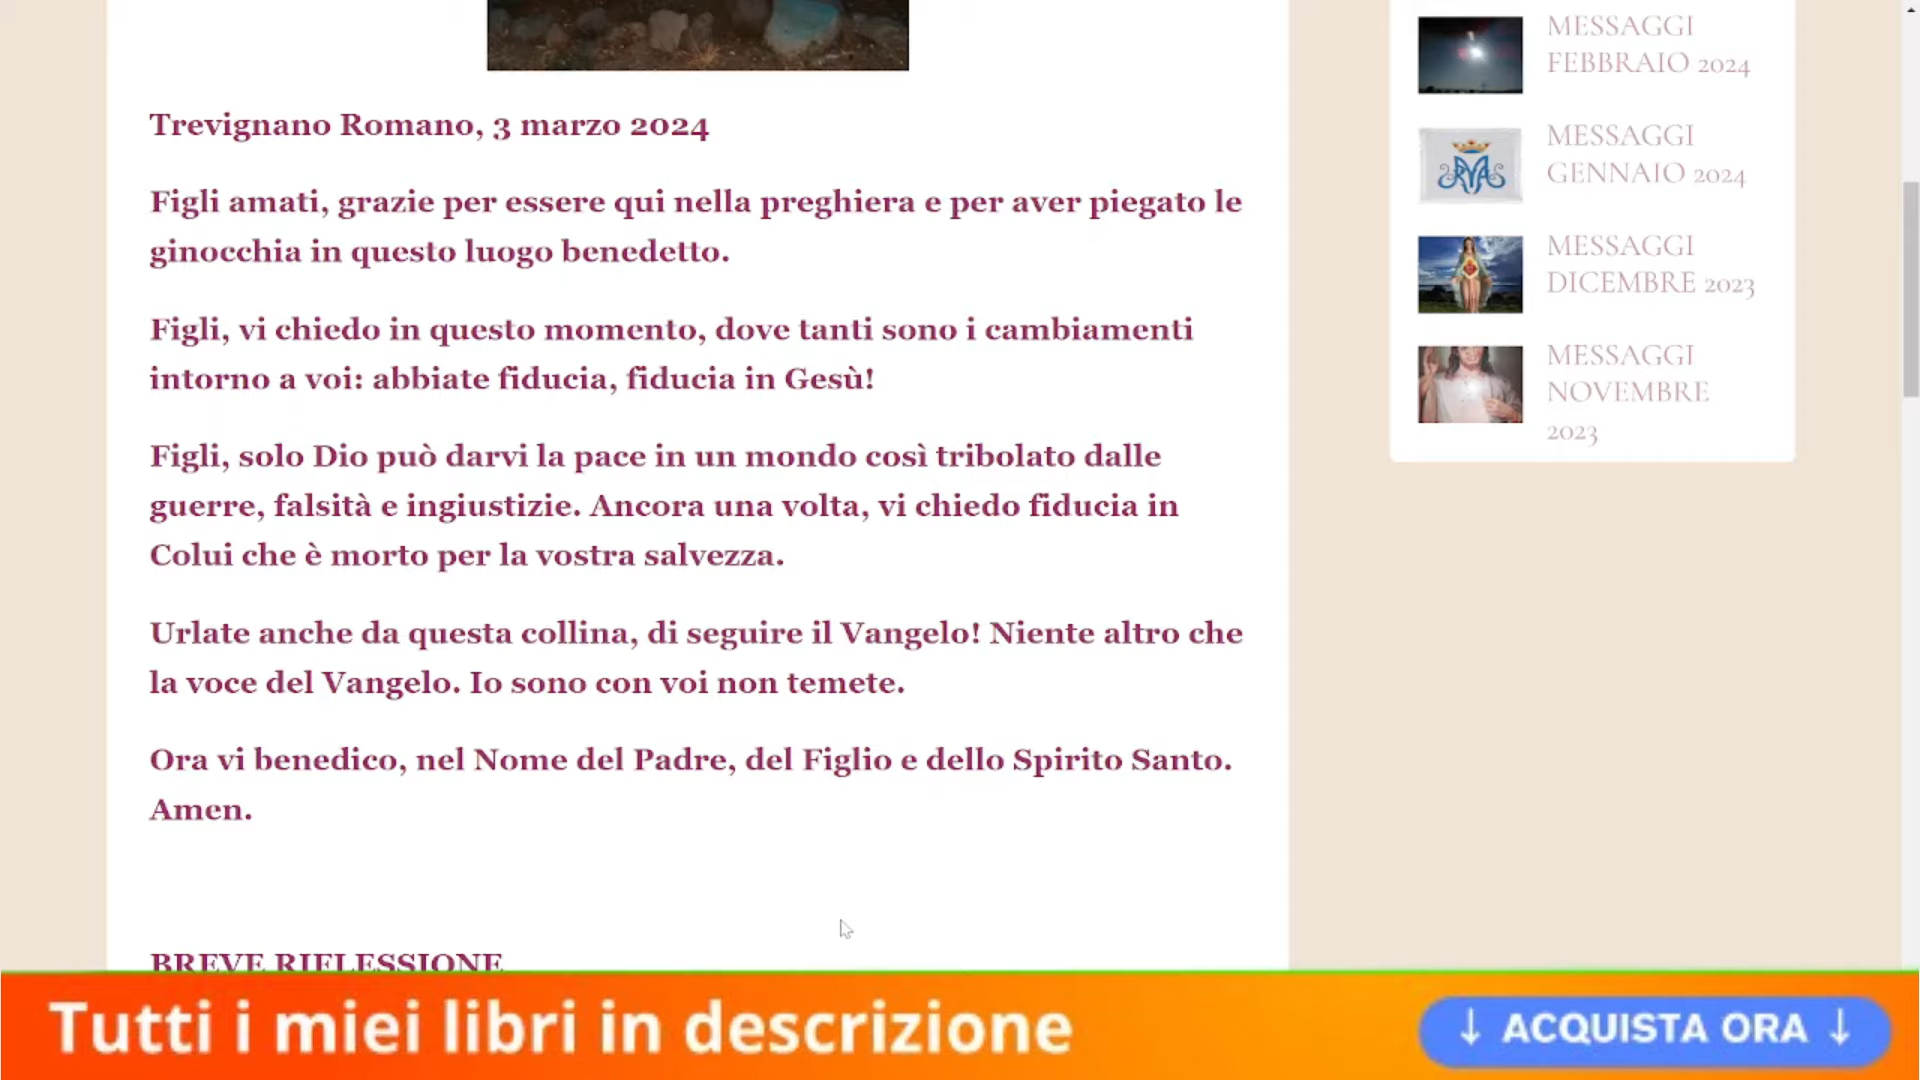 Trevignano Romano, 3 marzo 2024
Figli amati, grazie per essere qui nella preghiera e per aver piegato le
ginocchia in questo luogo benedetto.
Figli, vi chiedo in questo momento, dove tanti sono i cambiamenti
intorno a voi: abbiate fiducia, fiducia in Gesù!
Figli, solo Dio può darvi la pace in un mondo così tribolato dalle
guerre, falsità e ingiustizie. Ancora una volta, vi chiedo fiducia in
Colui che è morto per la vostra salvezza.
Urlate anche da questa collina, di seguire il Vangelo! Niente altro che
la voce del Vangelo. Io sono con voi non temete.
Ora vi benedico, nel Nome del Padre, del Figlio e dello Spirito Santo.
Amen.
BREVE RIFLESSIONE
MESSAGGI
FEBBRAIO 2024
MESSAGGI
GENNAIO 2024
MESSAGGI
DICEMBRE 2023
MESSAGGI
NOVEMBRE
2023
Tutti i miei libri in descrizione
↓ ACQUISTA ORA ↓